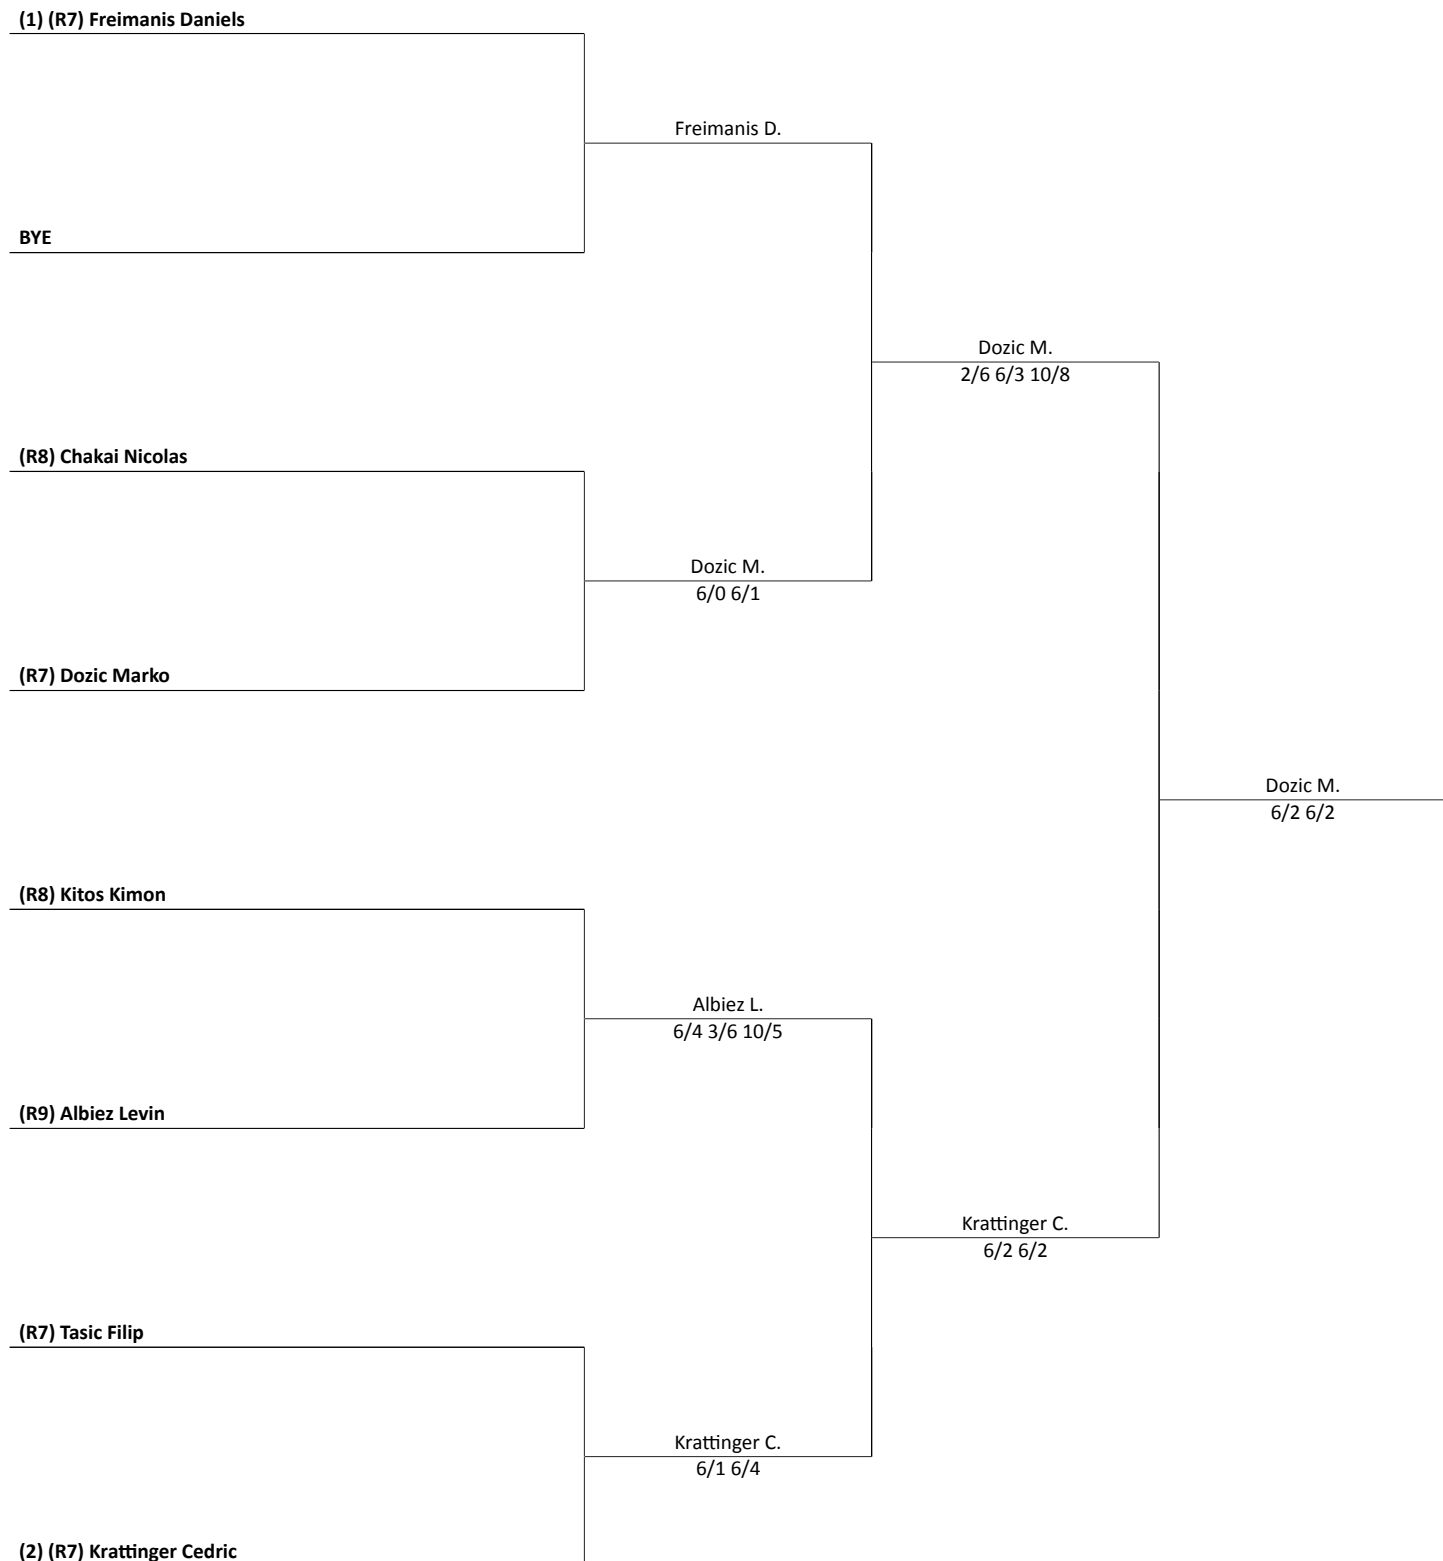 (1) (R7) Freimanis Daniels
Freimanis D.
BYE
Dozic M.
2/6 6/3 10/8
(R8) Chakai Nicolas
Dozic M.
6/0 6/1
(R7) Dozic Marko
Dozic M.
6/2 6/2
(R8) Kitos Kimon
Albiez L.
6/4 3/6 10/5
(R9) Albiez Levin
Krattinger C.
6/2 6/2
(R7) Tasic Filip
Krattinger C.
6/1 6/4
(2) (R7) Krattinger Cedric